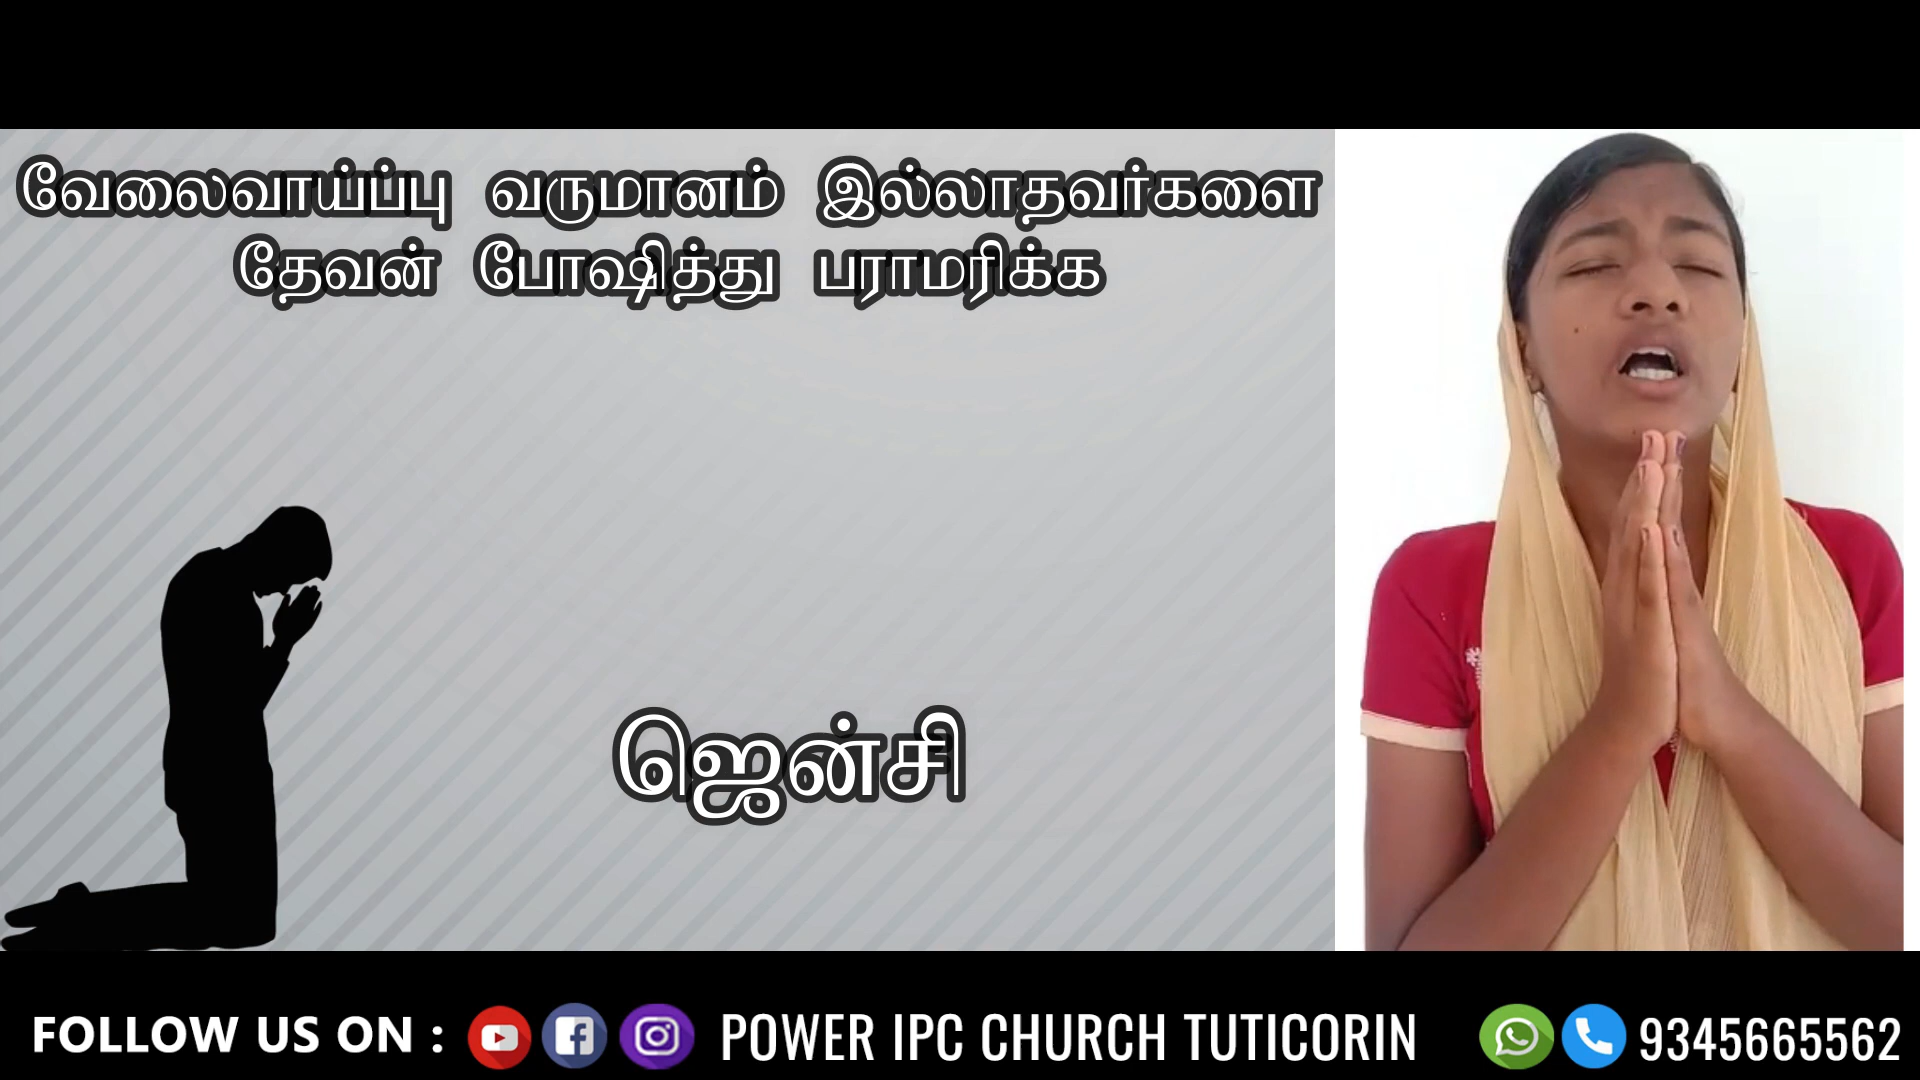 வேலைவாய்ப்பு வருமானம் இல்லாதவர்களை
தேவன் போஷித்து பராமரிக்க
ஜென்சி
FOLLOW US ON : POWER IPC CHURCH TUTICORIN 9345665562